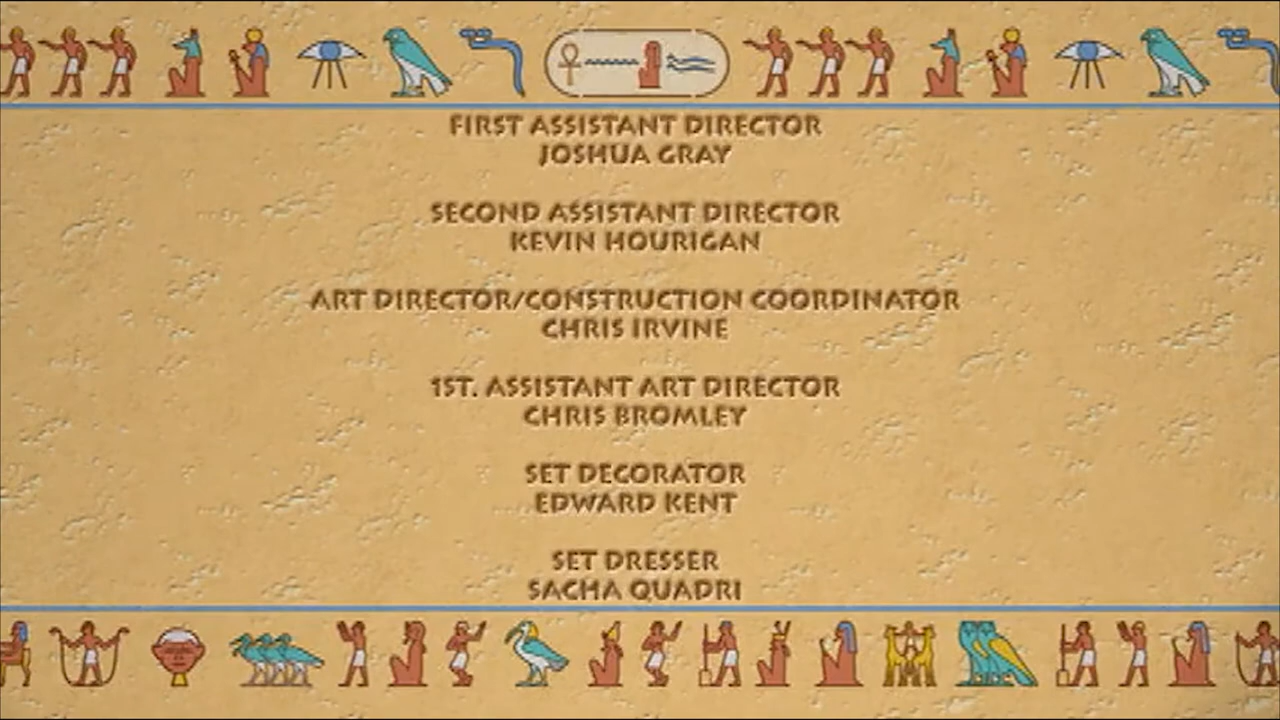 FIRST ASSISTANT DIRECTOR
JOSHUA GRAY
SECOND ASSISTANT DIRECTOR
KEVIN HOURIGAN
ART DIRECTOR/CONSTRUCTION COORDINATOR
CHRIS IRVINE
1ST. ASSISTANT ART DIRECTOR
CHRIS BROMLEY
SET DECORATOR
EDWARD KENT
SET DRESSER
SACHA QUADRI